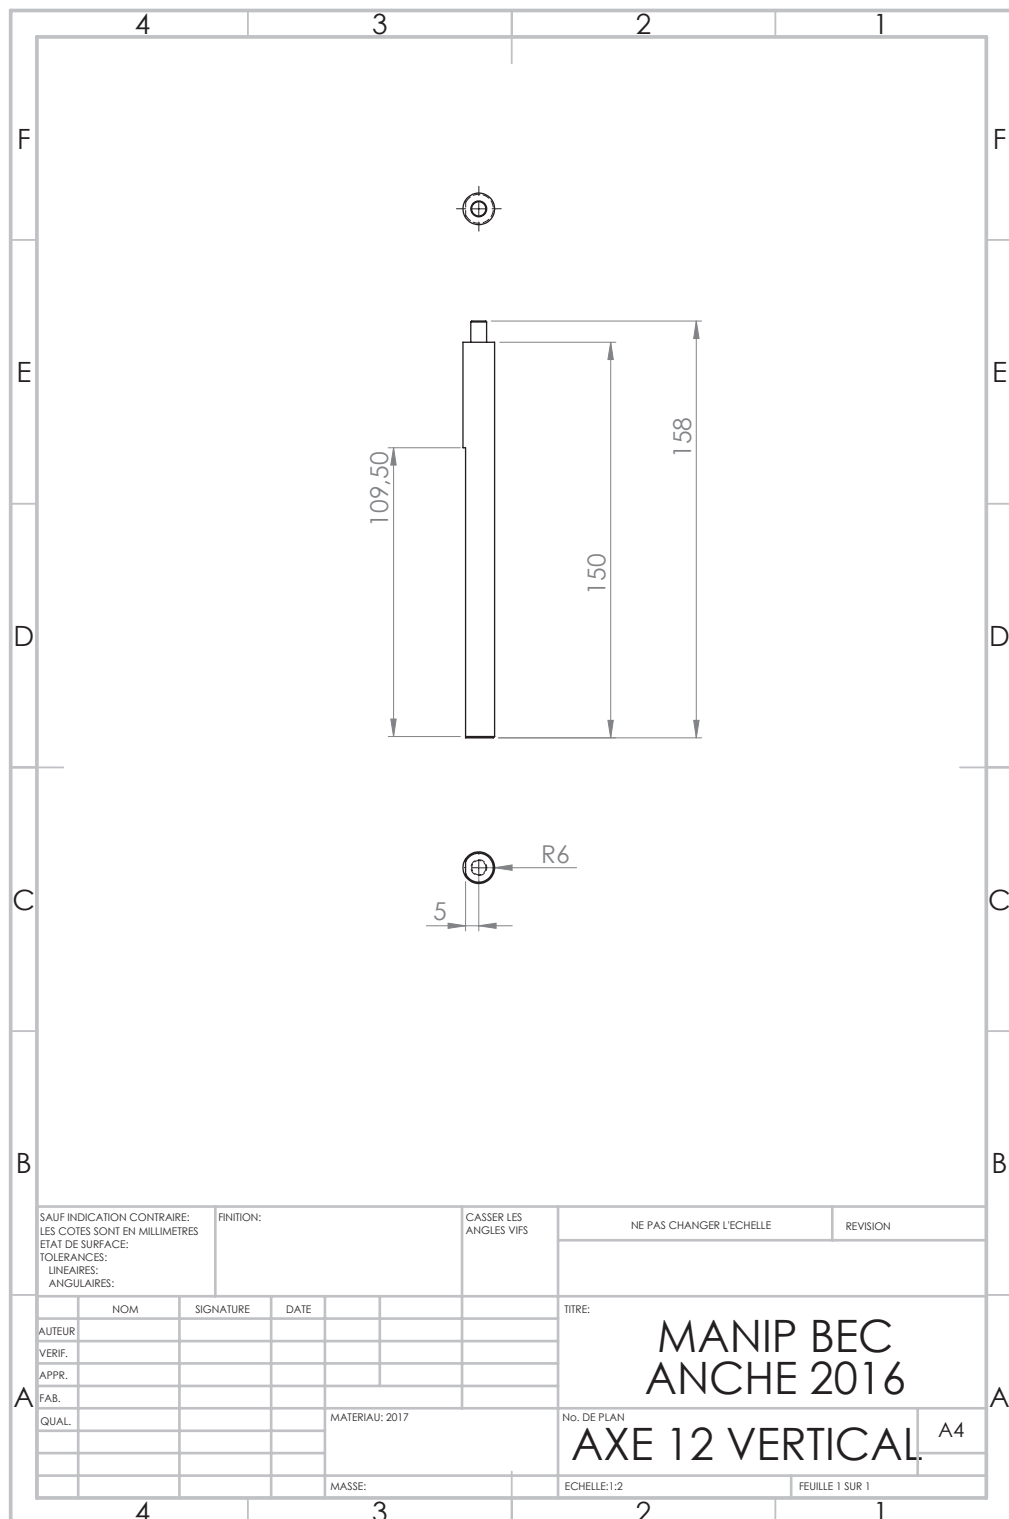 4 3 2 1
F F
E E
158
109,50
150
D D
R6
C C
5
B B
SAUF INDICATION CONTRAIRE:
LES COTES SONT EN MILLIMETRES
ETAT DE SURFACE:
TOLERANCES:
LINEAIRES:
ANGULAIRES:
FINITION:
CASSER LES
ANGLES VIFS
NE PAS CHANGER L'ECHELLE
REVISION
NOM SIGNATURE DATE
AUTEUR
VERIF.
APPR.
FAB.
QUAL.
TITRE:
MANIP BEC
ANCHE 2016
A A
MATERIAU: 2017
No. DE PLAN
AXE 12 VERTICAL
A4
MASSE:
ECHELLE:1:2
FEUILLE 1 SUR 1
4 3 2 1